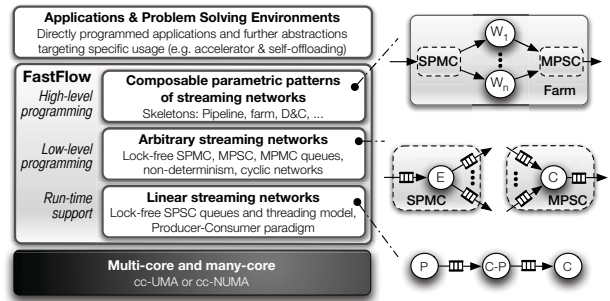 Applications & Problem Solving Environments
Directly programmed applications and further abstractions
targeting specific usage (e.g. accelerator & self-offloading)
FastFlow
High-level
programming
Composable parametric patterns
of streaming networks
Skeletons: Pipeline, farm, D&C, ...
Low-level
programming
Arbitrary streaming networks
Lock-free SPMC, MPSC, MPMC queues,
non-determinism, cyclic networks
Run-time
support
Linear streaming networks
Lock-free SPSC queues and threading model,
Producer-Consumer paradigm
Multi-core and many-core
cc-UMA or cc-NUMA
SPMC
W1
Wn
MPSC
Farm
E
SPMC
C
MPSC
P
C-P
C